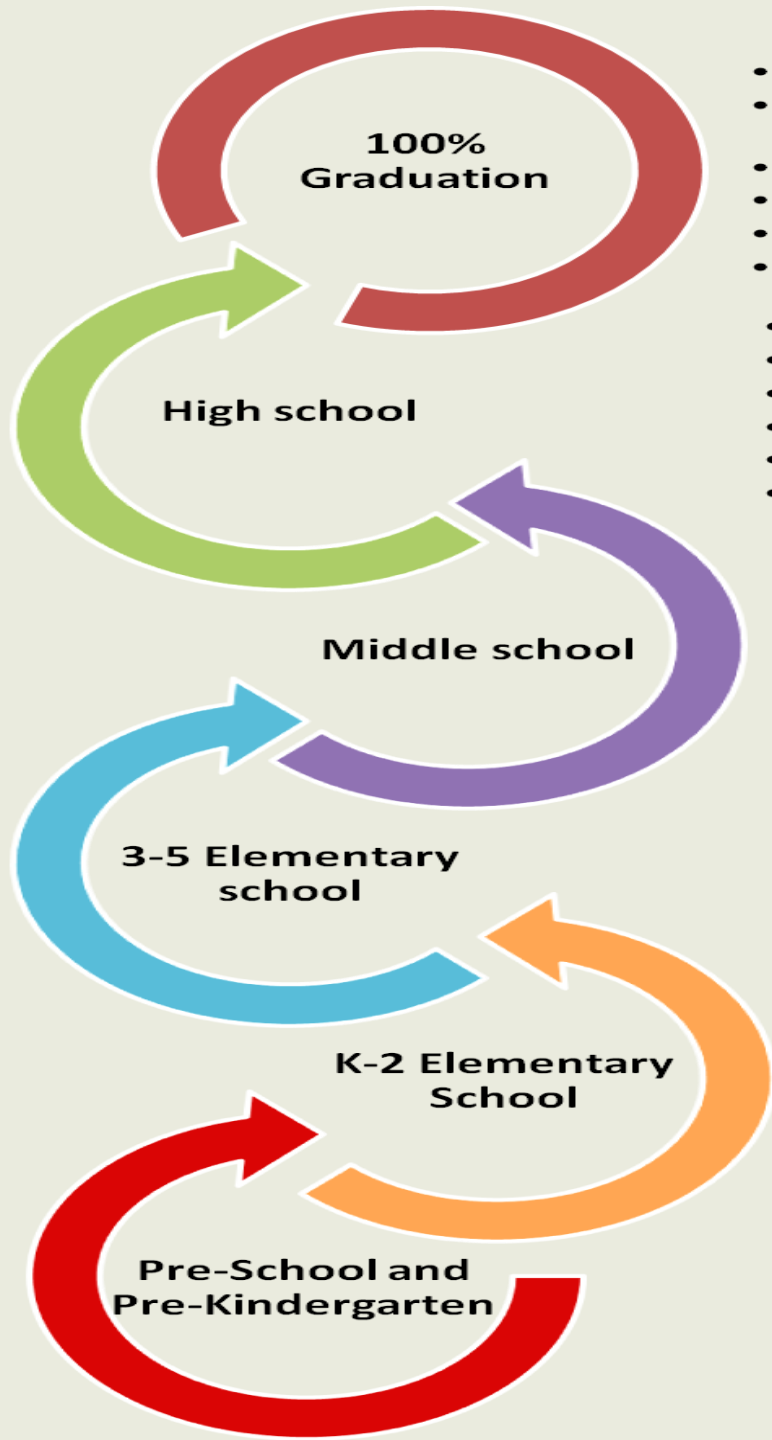 100%
Graduation
High school
Middle school
3-5 Elementary
school
K-2 Elementary
School
Pre-School and
Pre-Kindergarten